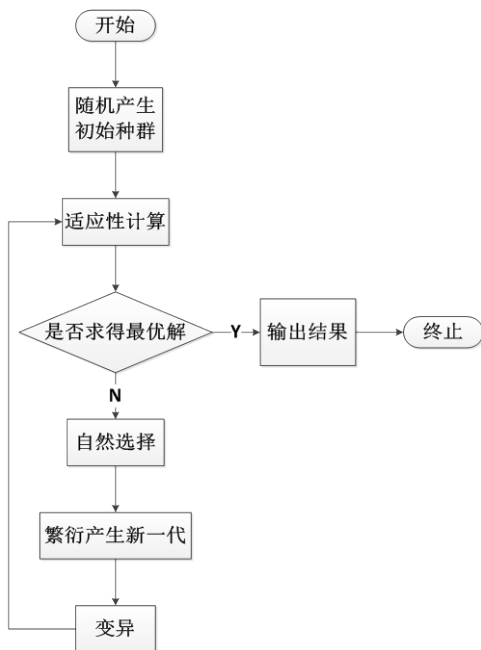 开始
随机产生
初始种群
适应性计算
是否求得最优解
Y
输出结果
终止
N
自然选择
繁衍产生新一代
变异